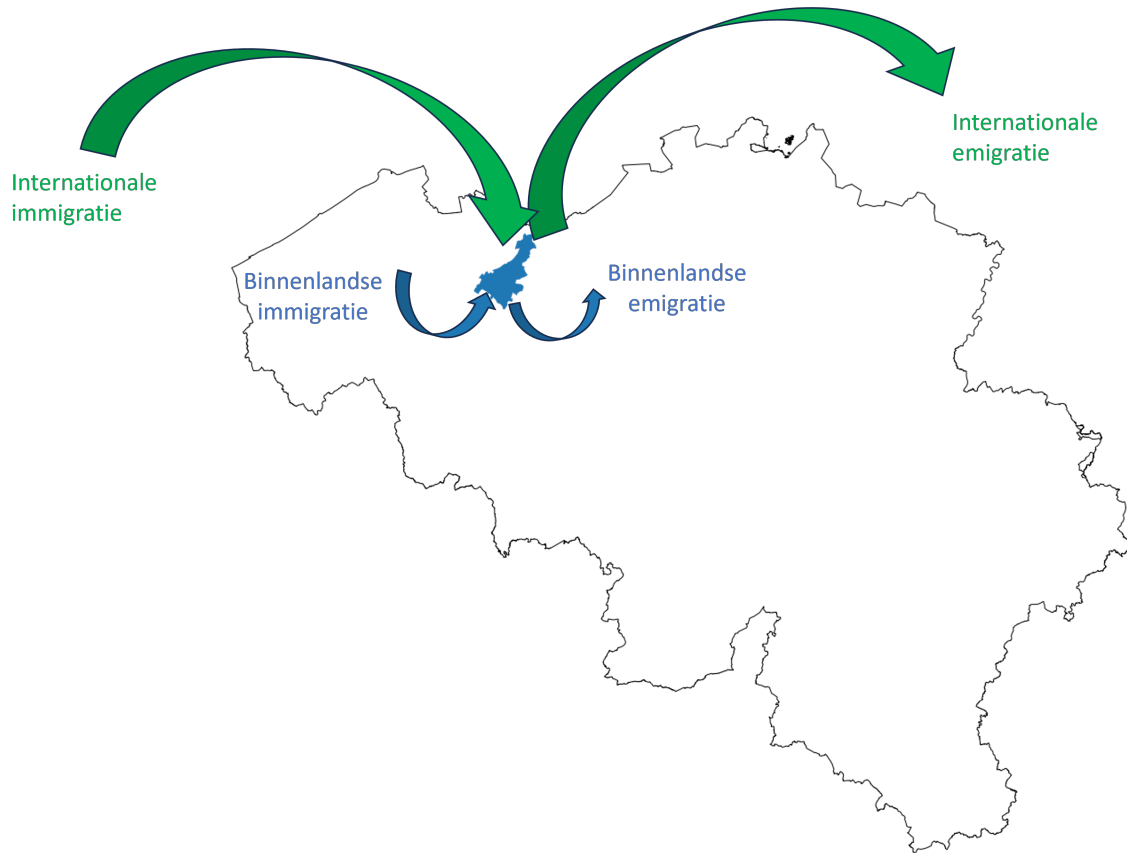 Internationale
immigratie
Internationale
emigratie
Binnenlandse
immigratie
Binnenlandse
emigratie